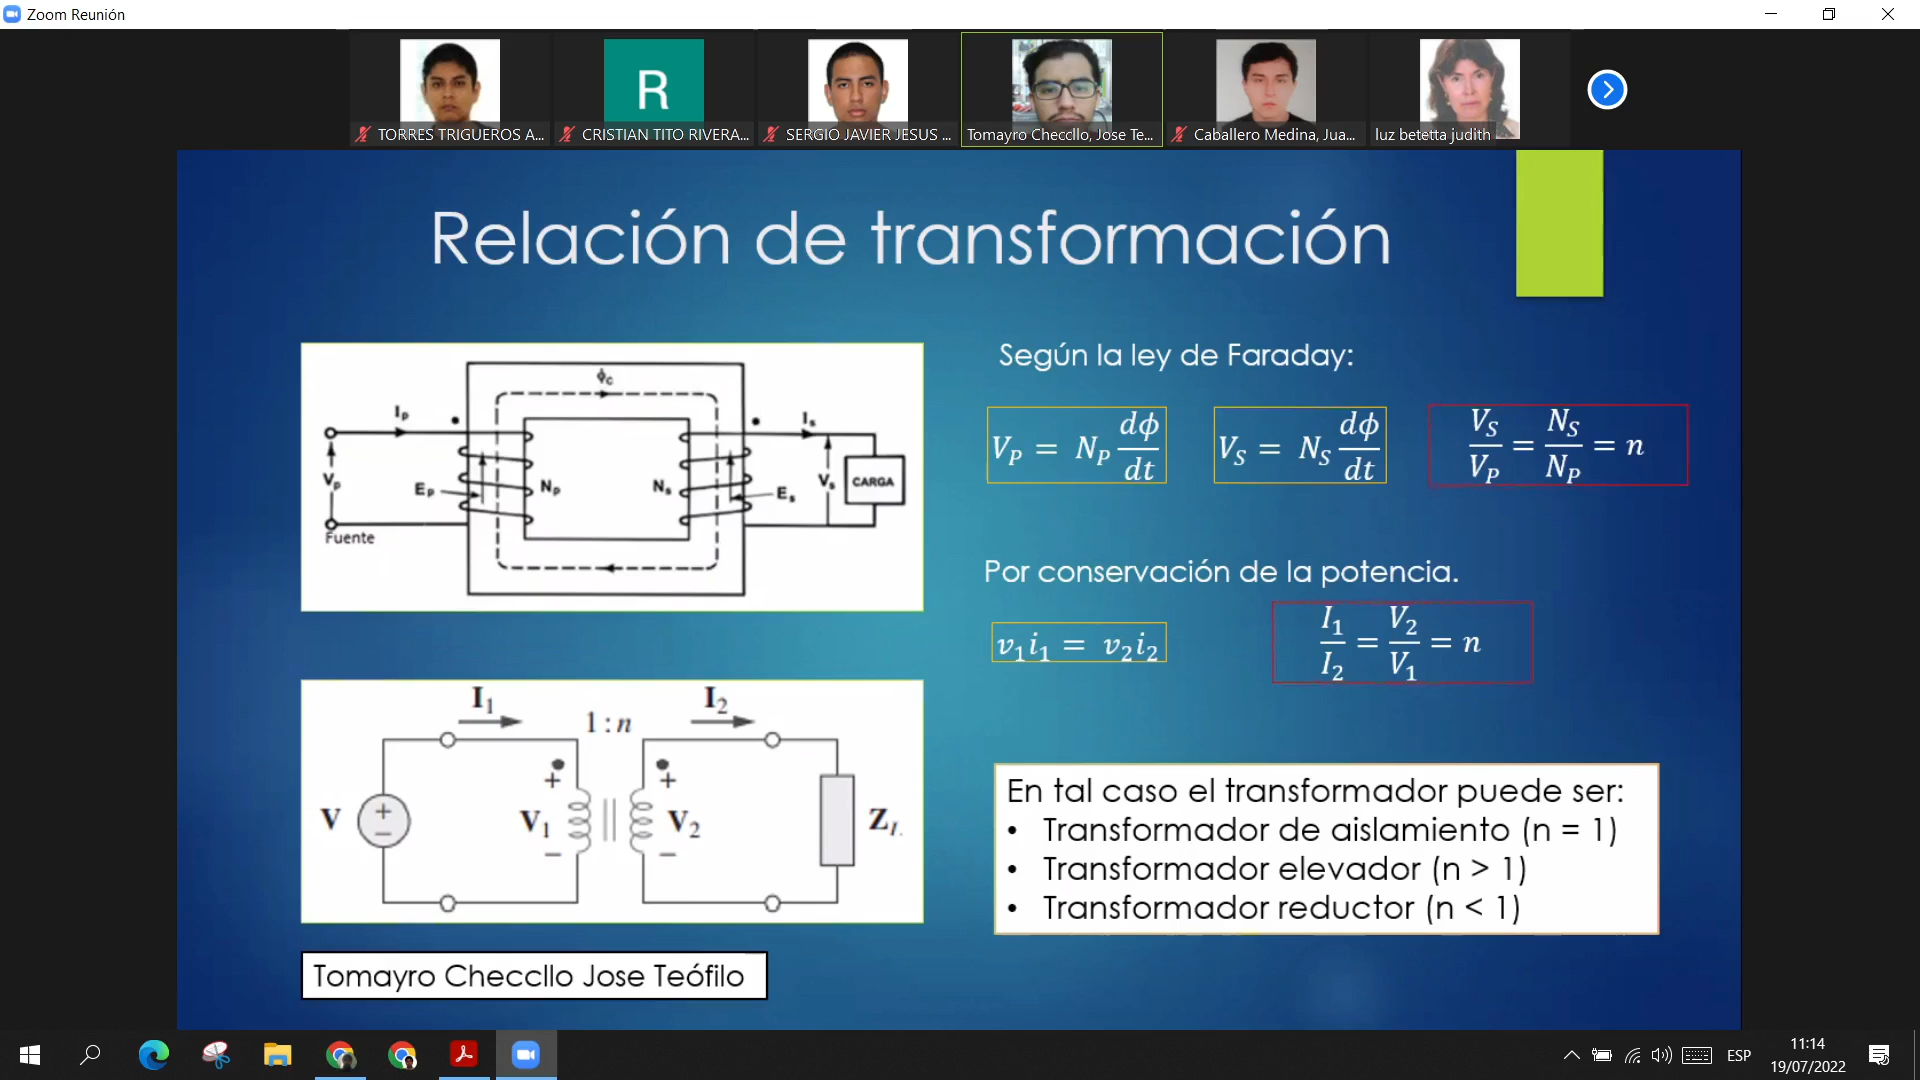 Zoom Reunión
TORRES TRIGUEROS A...
CRISTIAN TITO RIVERA...
SERGIO JAVIER JESUS ...
Tomayro Checcllo, Jose Te...
Caballero Medina, Jua...
luz betetta judith
R
Relación de transformación
ϕc
Ip
Is
Vp
Ep
Np
Ns
Es
Vs
CARGA
Fuente
Según la ley de Faraday:
V_P = N_P dϕ/dt
V_S = N_S dϕ/dt
V_S/V_P = N_S/N_P = n
Por conservación de la potencia.
v₁i₁ = v₂i₂
I₁/I₂ = V₂/V₁ = n
I₁
1 : n
I₂
V
+
−
+
V₁
−
+
V₂
−
Z_L
En tal caso el transformador puede ser:
• Transformador de aislamiento (n = 1)
• Transformador elevador (n > 1)
• Transformador reductor (n < 1)
Tomayro Checcllo Jose Teófilo
ESP
11:14
19/07/2022